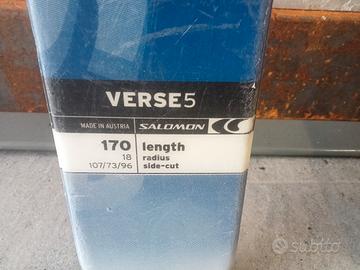 VERSE5
MADE IN AUSTRIA SALOMON
170 length
18 radius
107/73/96 side-cut
subito